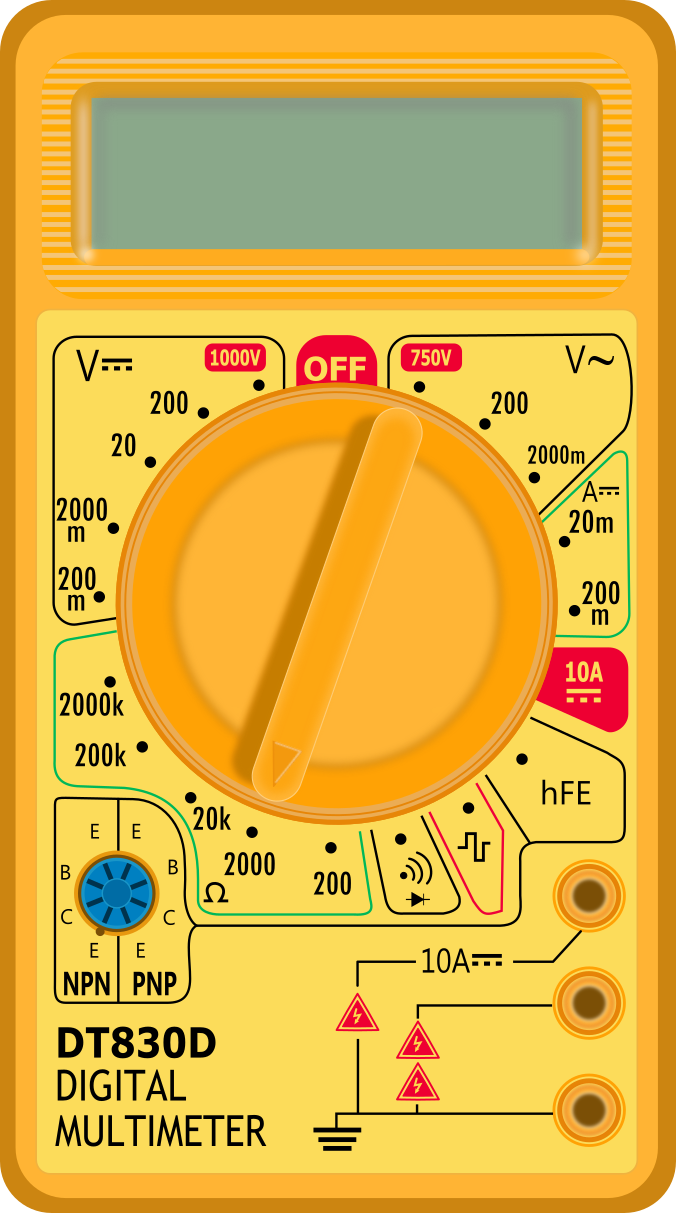 V⎓ 1000V OFF 750V V~
200 200
20 2000m
A⎓
2000
m
20m
200
m
200
m
10A
⎓
2000k
200k
hFE
20k
2000
200
Ω
E E
B B
C C
E E
NPN PNP
10A⎓
DT830D
DIGITAL
MULTIMETER